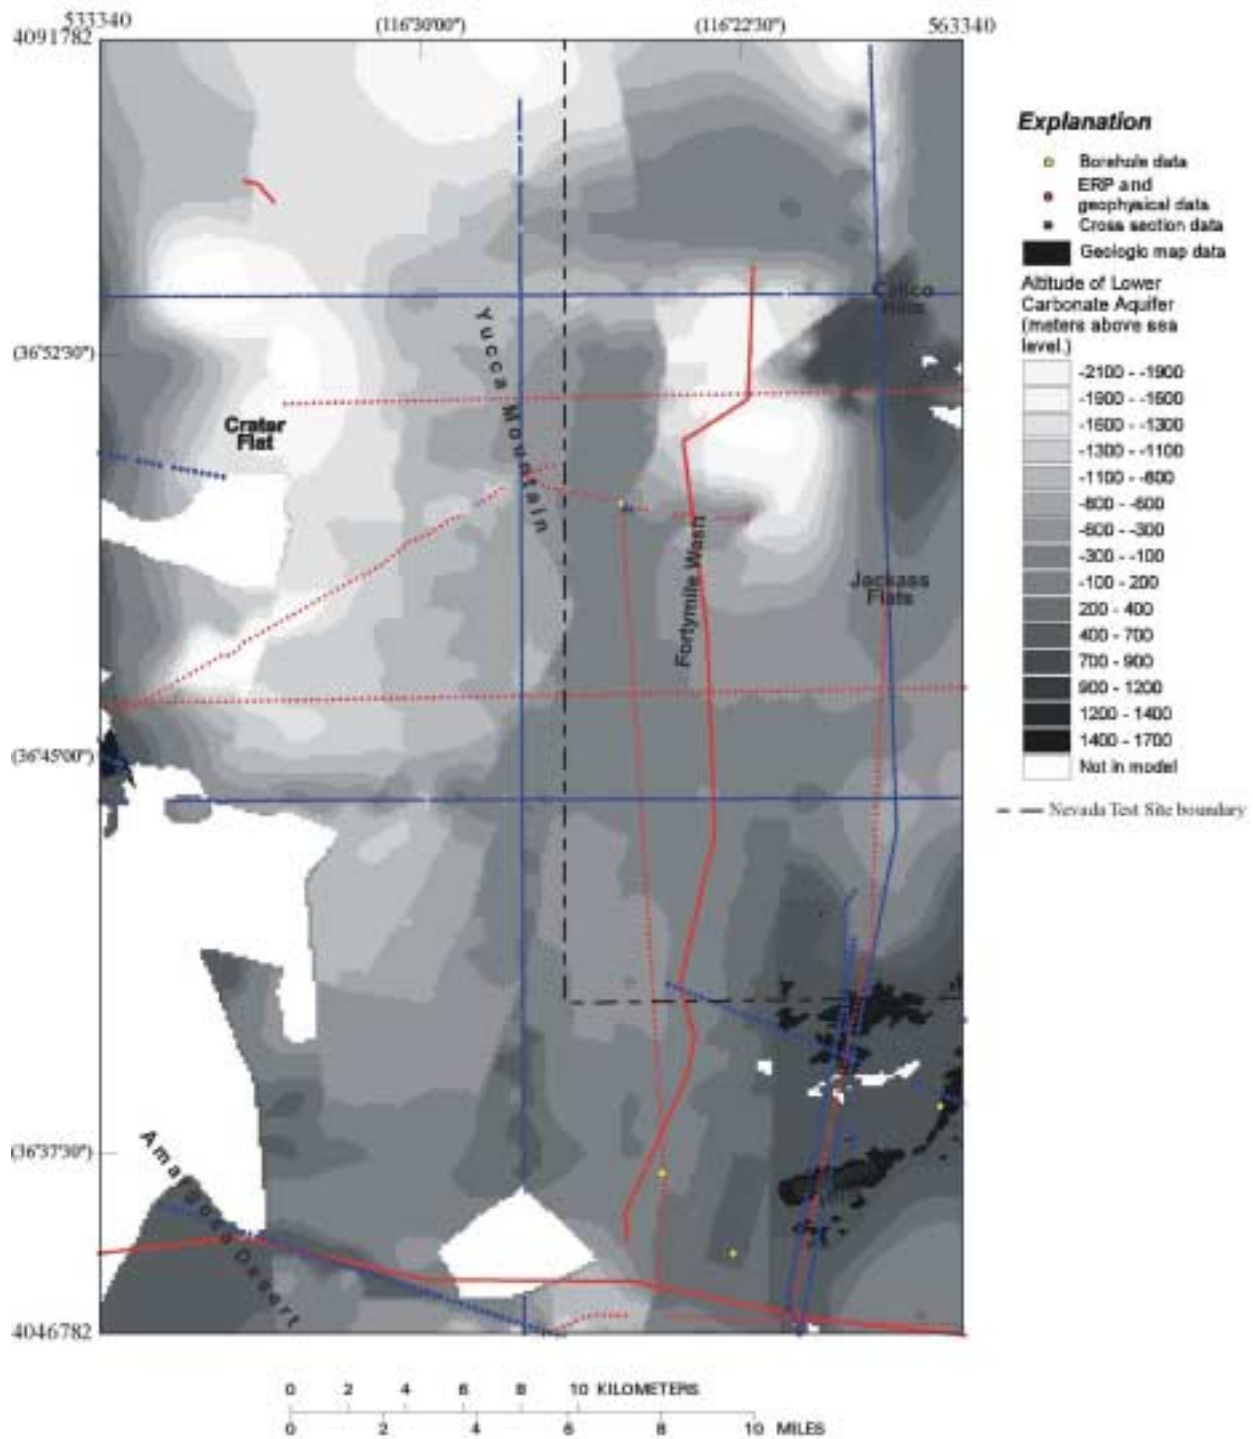 533340
(116°30'00")
(116°22'30")
563340
4091782
Explanation
Borehole data
ERP and
geophysical data
Cross section data
Geologic map data
Altitude of Lower
Carbonate Aquifer
(meters above sea
level.)
-2100 - -1900
-1900 - -1600
-1600 - -1300
-1300 - -1100
-1100 - -800
-800 - -600
-600 - -300
-300 - -100
-100 - 200
200 - 400
400 - 700
700 - 900
900 - 1200
1200 - 1400
1400 - 1700
Not in model
Nevada Test Site boundary
Calico
Hills
Yucca Mountain
(36°52'30")
Crater
Flat
Fortymile Wash
Jackass
Flats
(36°45'00")
(36°37'30")
Amargosa Desert
4046782
0 2 4 6 8 10 KILOMETERS
0 2 4 6 8 10 MILES